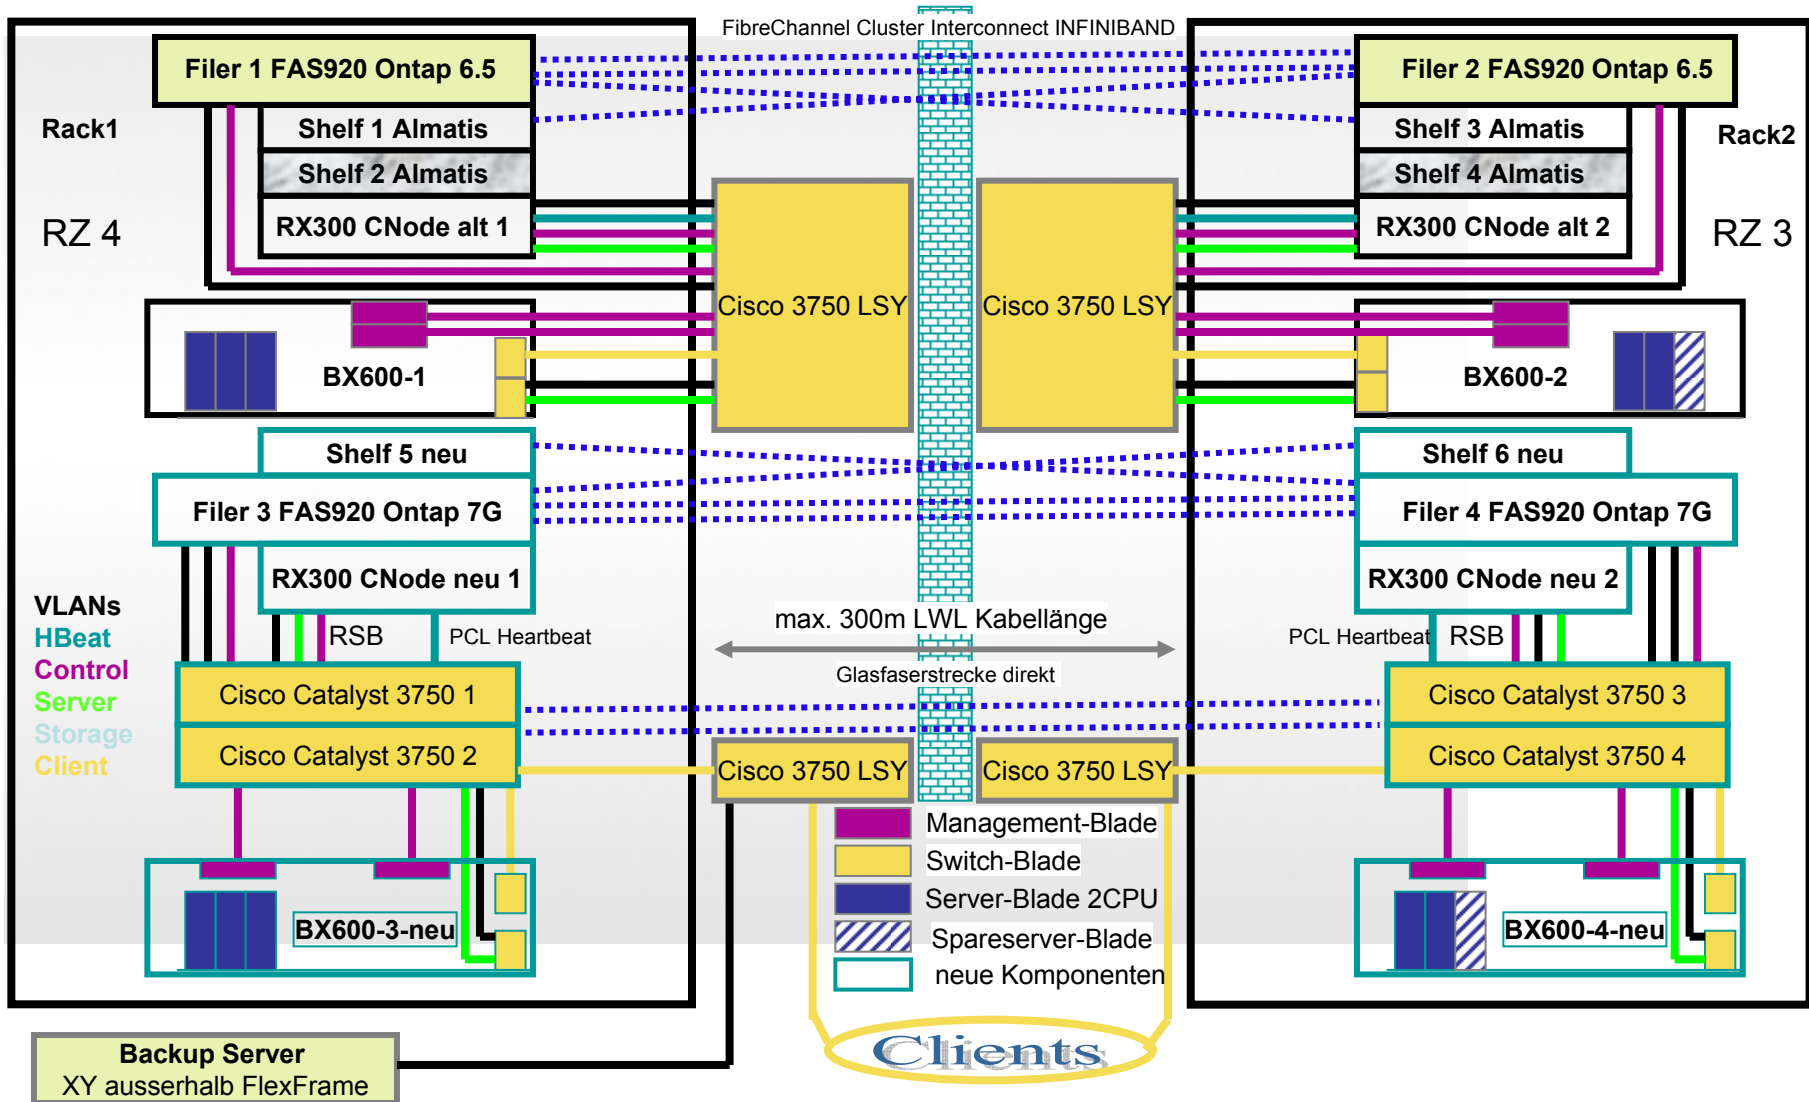 FibreChannel Cluster Interconnect INFINIBAND
Filer 1 FAS920 Ontap 6.5
Filer 2 FAS920 Ontap 6.5
Rack1
Shelf 1 Almatis
Shelf 3 Almatis
Rack2
Shelf 2 Almatis
Shelf 4 Almatis
RZ 4
RX300 CNode alt 1
RX300 CNode alt 2
RZ 3
Cisco 3750 LSY
Cisco 3750 LSY
BX600-1
BX600-2
Shelf 5 neu
Shelf 6 neu
Filer 3 FAS920 Ontap 7G
Filer 4 FAS920 Ontap 7G
RX300 CNode neu 1
RX300 CNode neu 2
VLANs
HBeat
Control
Server
Storage
Client
RSB
PCL Heartbeat
max. 300m LWL Kabellänge
Glasfaserstrecke direkt
PCL Heartbeat
RSB
Cisco Catalyst 3750 1
Cisco Catalyst 3750 3
Cisco Catalyst 3750 2
Cisco Catalyst 3750 4
Cisco 3750 LSY
Cisco 3750 LSY
Management-Blade
Switch-Blade
Server-Blade 2CPU
Spareserver-Blade
neue Komponenten
BX600-3-neu
BX600-4-neu
Clients
Backup Server
XY ausserhalb FlexFrame